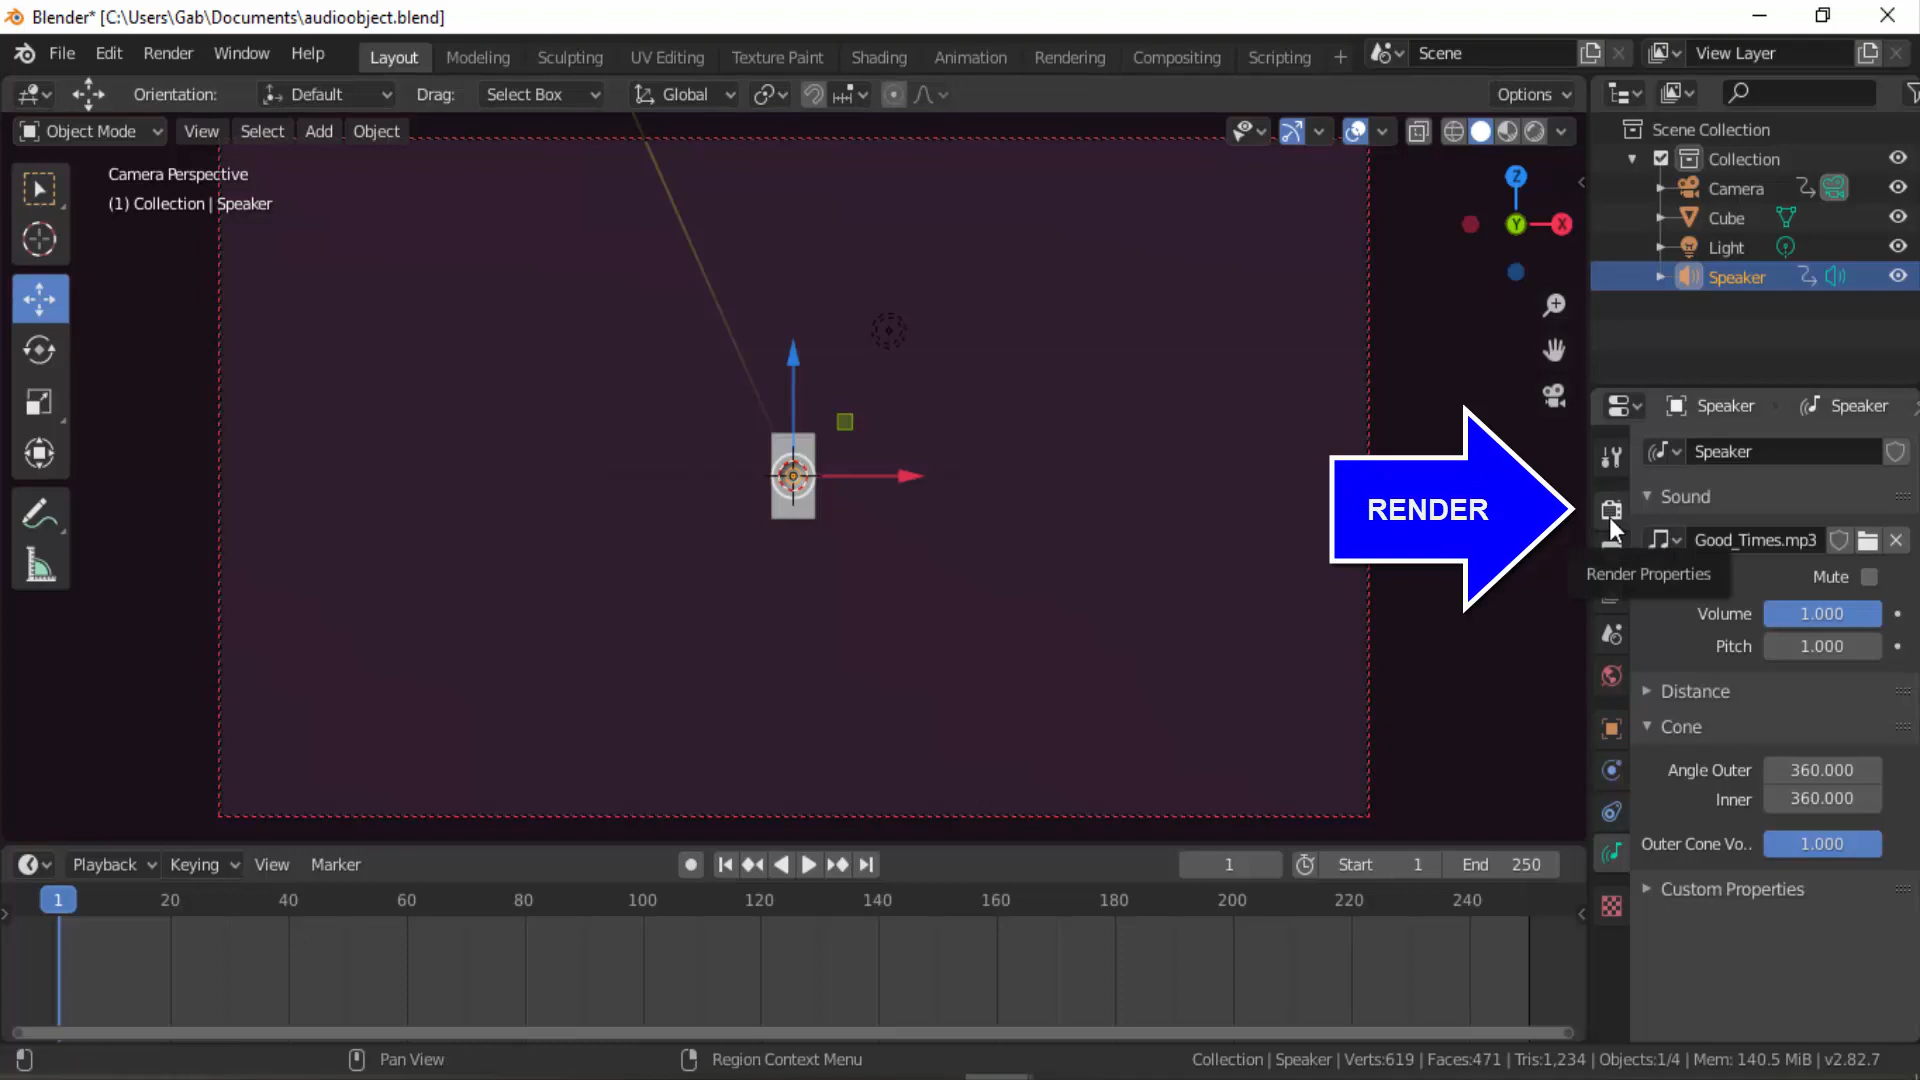 Blender* [C:\Users\Gab\Documents\audioobject.blend]
File Edit Render Window Help Layout Modeling Sculpting UV Editing Texture Paint Shading Animation Rendering Compositing Scripting + Scene View Layer
Orientation: Default Drag: Select Box Global Options
Object Mode View Select Add Object
Camera Perspective
(1) Collection | Speaker
Z
Y
X
Scene Collection
Collection
Camera
Cube
Light
Speaker
Speaker Speaker
Speaker
Sound
RENDER
Good_Times.mp3
Render Properties
Mute
Volume 1.000
Pitch 1.000
Distance
Cone
Angle Outer 360.000
Inner 360.000
Outer Cone Vo.. 1.000
Custom Properties
Playback Keying View Marker 1 Start 1 End 250
1 20 40 60 80 100 120 140 160 180 200 220 240
Pan View Region Context Menu Collection | Speaker | Verts:619 | Faces:471 | Tris:1,234 | Objects:1/4 | Mem: 140.5 MiB | v2.82.7